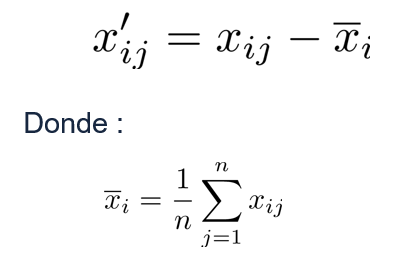 x′ᵢⱼ = xᵢⱼ − x̅ᵢ
Donde :
x̅ᵢ = 1/n ∑ⱼ₌₁ⁿ xᵢⱼ